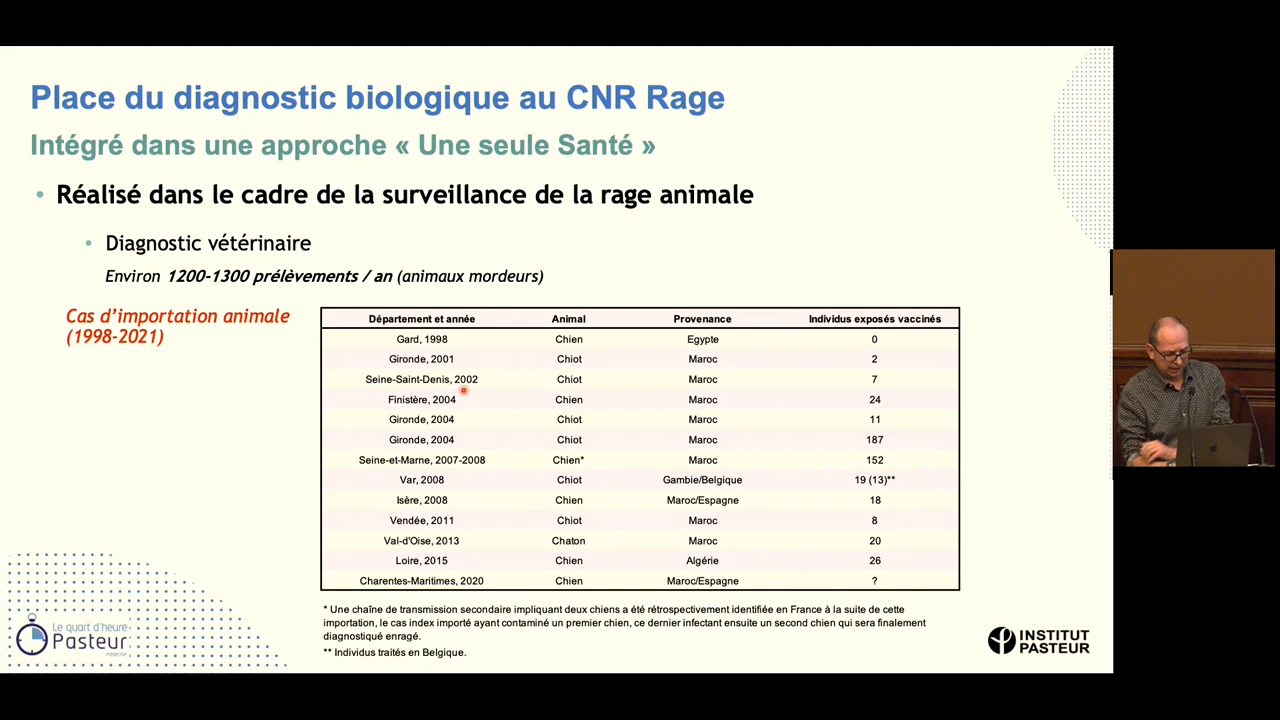 Place du diagnostic biologique au CNR Rage
Intégré dans une approche « Une seule Santé »
• Réalisé dans le cadre de la surveillance de la rage animale
• Diagnostic vétérinaire
Environ 1200-1300 prélèvements / an (animaux mordeurs)
Cas d'importation animale
(1998-2021)
Département et année Animal Provenance Individus exposés vaccinés
Gard, 1998 Chien Egypte 0
Gironde, 2001 Chiot Maroc 2
Seine-Saint-Denis, 2002 Chiot Maroc 7
Finistère, 2004 Chien Maroc 24
Gironde, 2004 Chiot Maroc 11
Gironde, 2004 Chiot Maroc 187
Seine-et-Marne, 2007-2008 Chien* Maroc 152
Var, 2008 Chiot Gambie/Belgique 19 (13)**
Isère, 2008 Chien Maroc/Espagne 18
Vendée, 2011 Chiot Maroc 8
Val-d'Oise, 2013 Chaton Maroc 20
Loire, 2015 Chien Algérie 26
Charentes-Maritimes, 2020 Chien Maroc/Espagne ?
* Une chaîne de transmission secondaire impliquant deux chiens a été rétrospectivement identifiée en France à la suite de cette
importation, le cas index importé ayant contaminé un premier chien, ce dernier infectant ensuite un second chien qui sera finalement
diagnostiqué enragé.
** Individus traités en Belgique.
Le quart d'heure
Pasteur
médecine
INSTITUT
PASTEUR